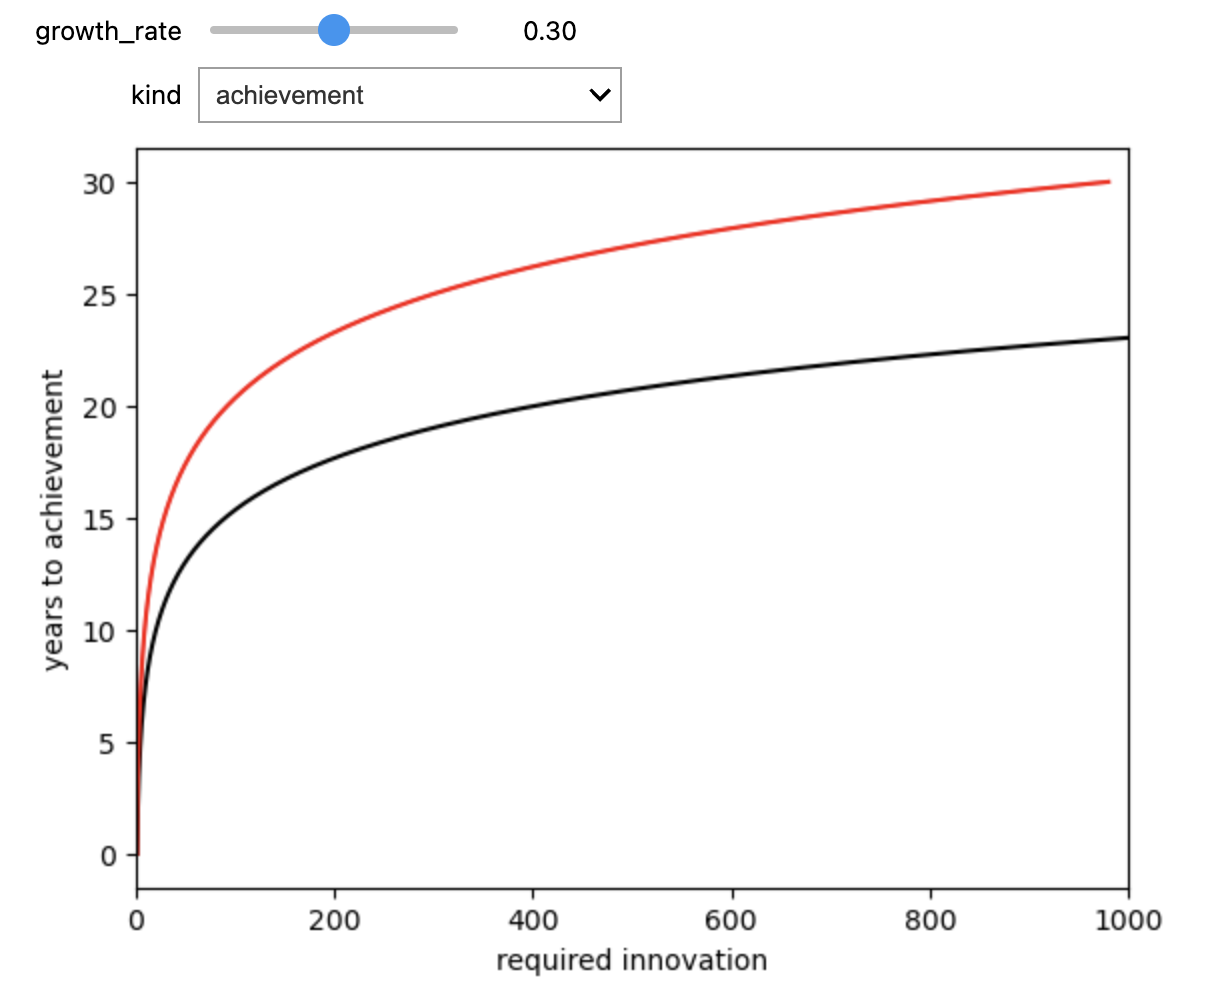 growth_rate 0.30
kind achievement
30
25
20
15
10
5
0
years to achievement
0 200 400 600 800 1000
required innovation